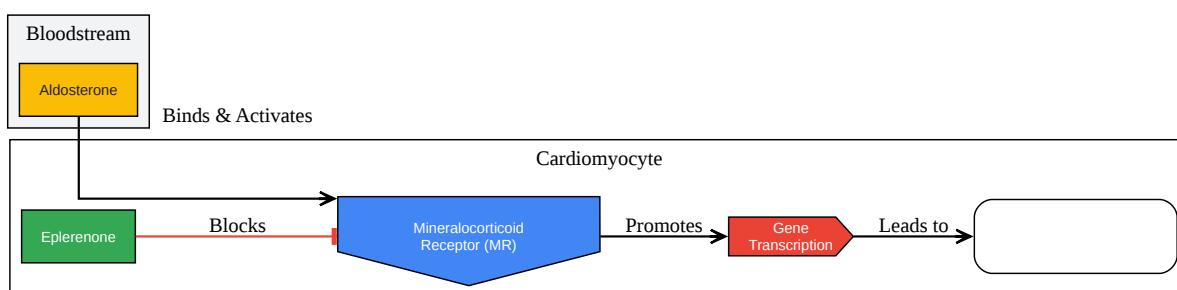 Bloodstream
Aldosterone
Binds & Activates
Cardiomyocyte
Eplerenone
Blocks
Mineralocorticoid
Receptor (MR)
Promotes
Gene
Transcription
Leads to